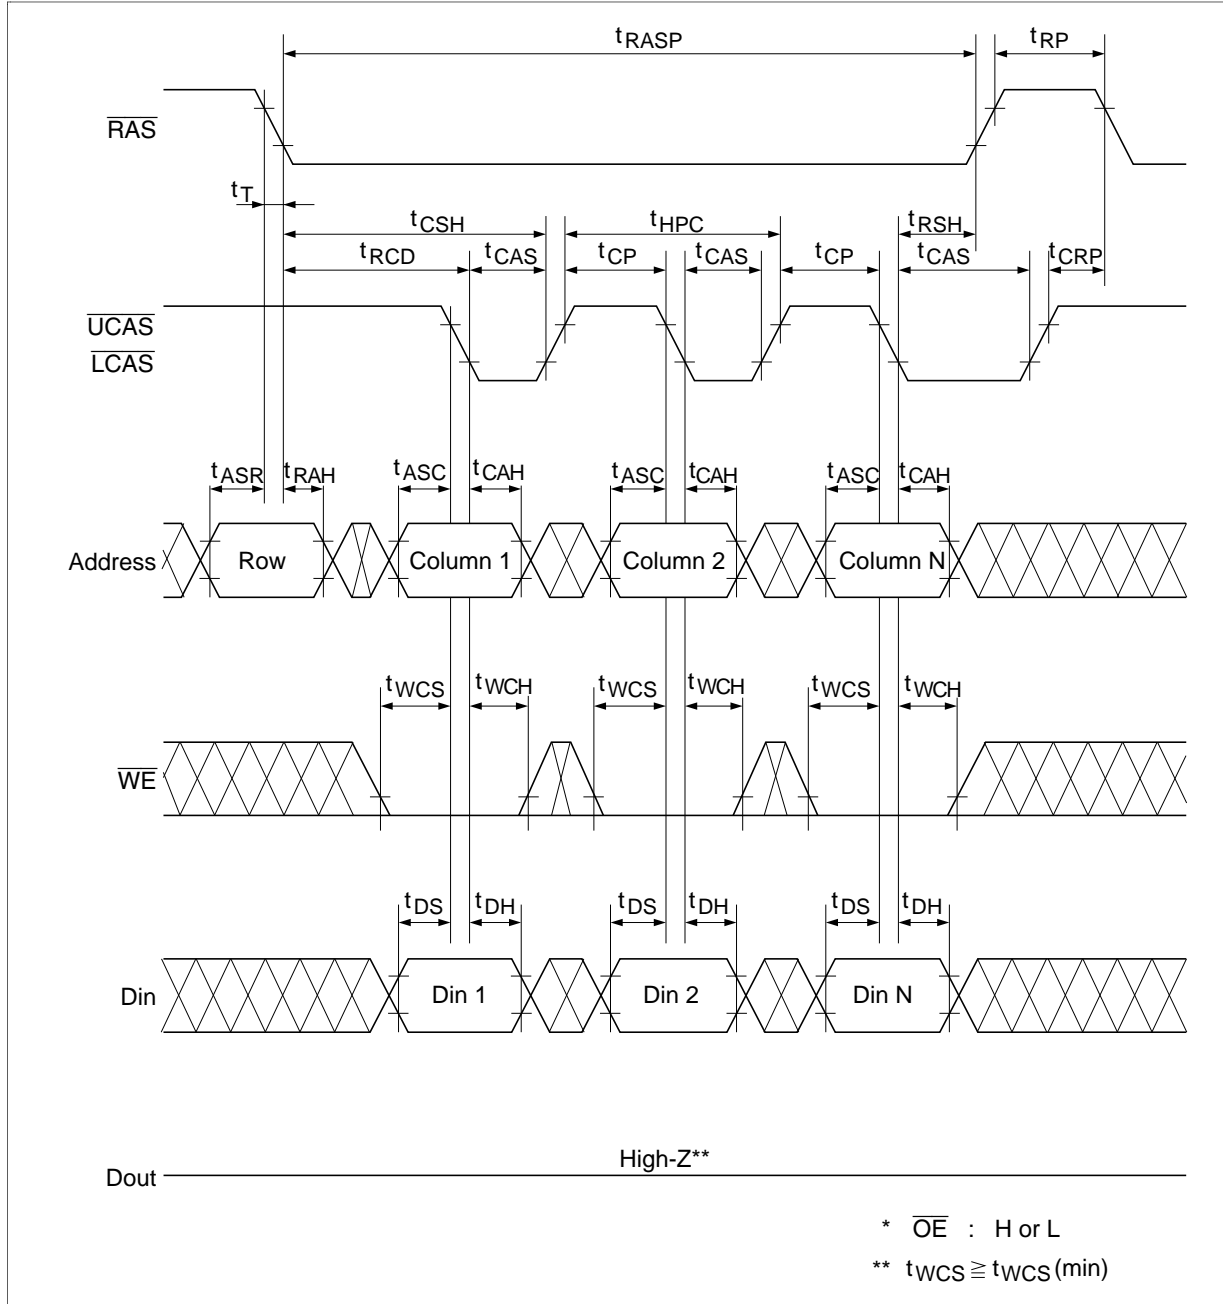 tRASP tRP
RAS
tT
tCSH tHPC tRSH
tRCD tCAS tCP tCAS tCP tCAS tCRP
UCAS
LCAS
tASR tRAH tASC tCAH tASC tCAH tASC tCAH
Address Row Column 1 Column 2 Column N
tWCS tWCH tWCS tWCH tWCS tWCH
WE
tDS tDH tDS tDH tDS tDH
Din Din 1 Din 2 Din N
High-Z**
Dout
* OE : H or L
** tWCS ≧ tWCS(min)